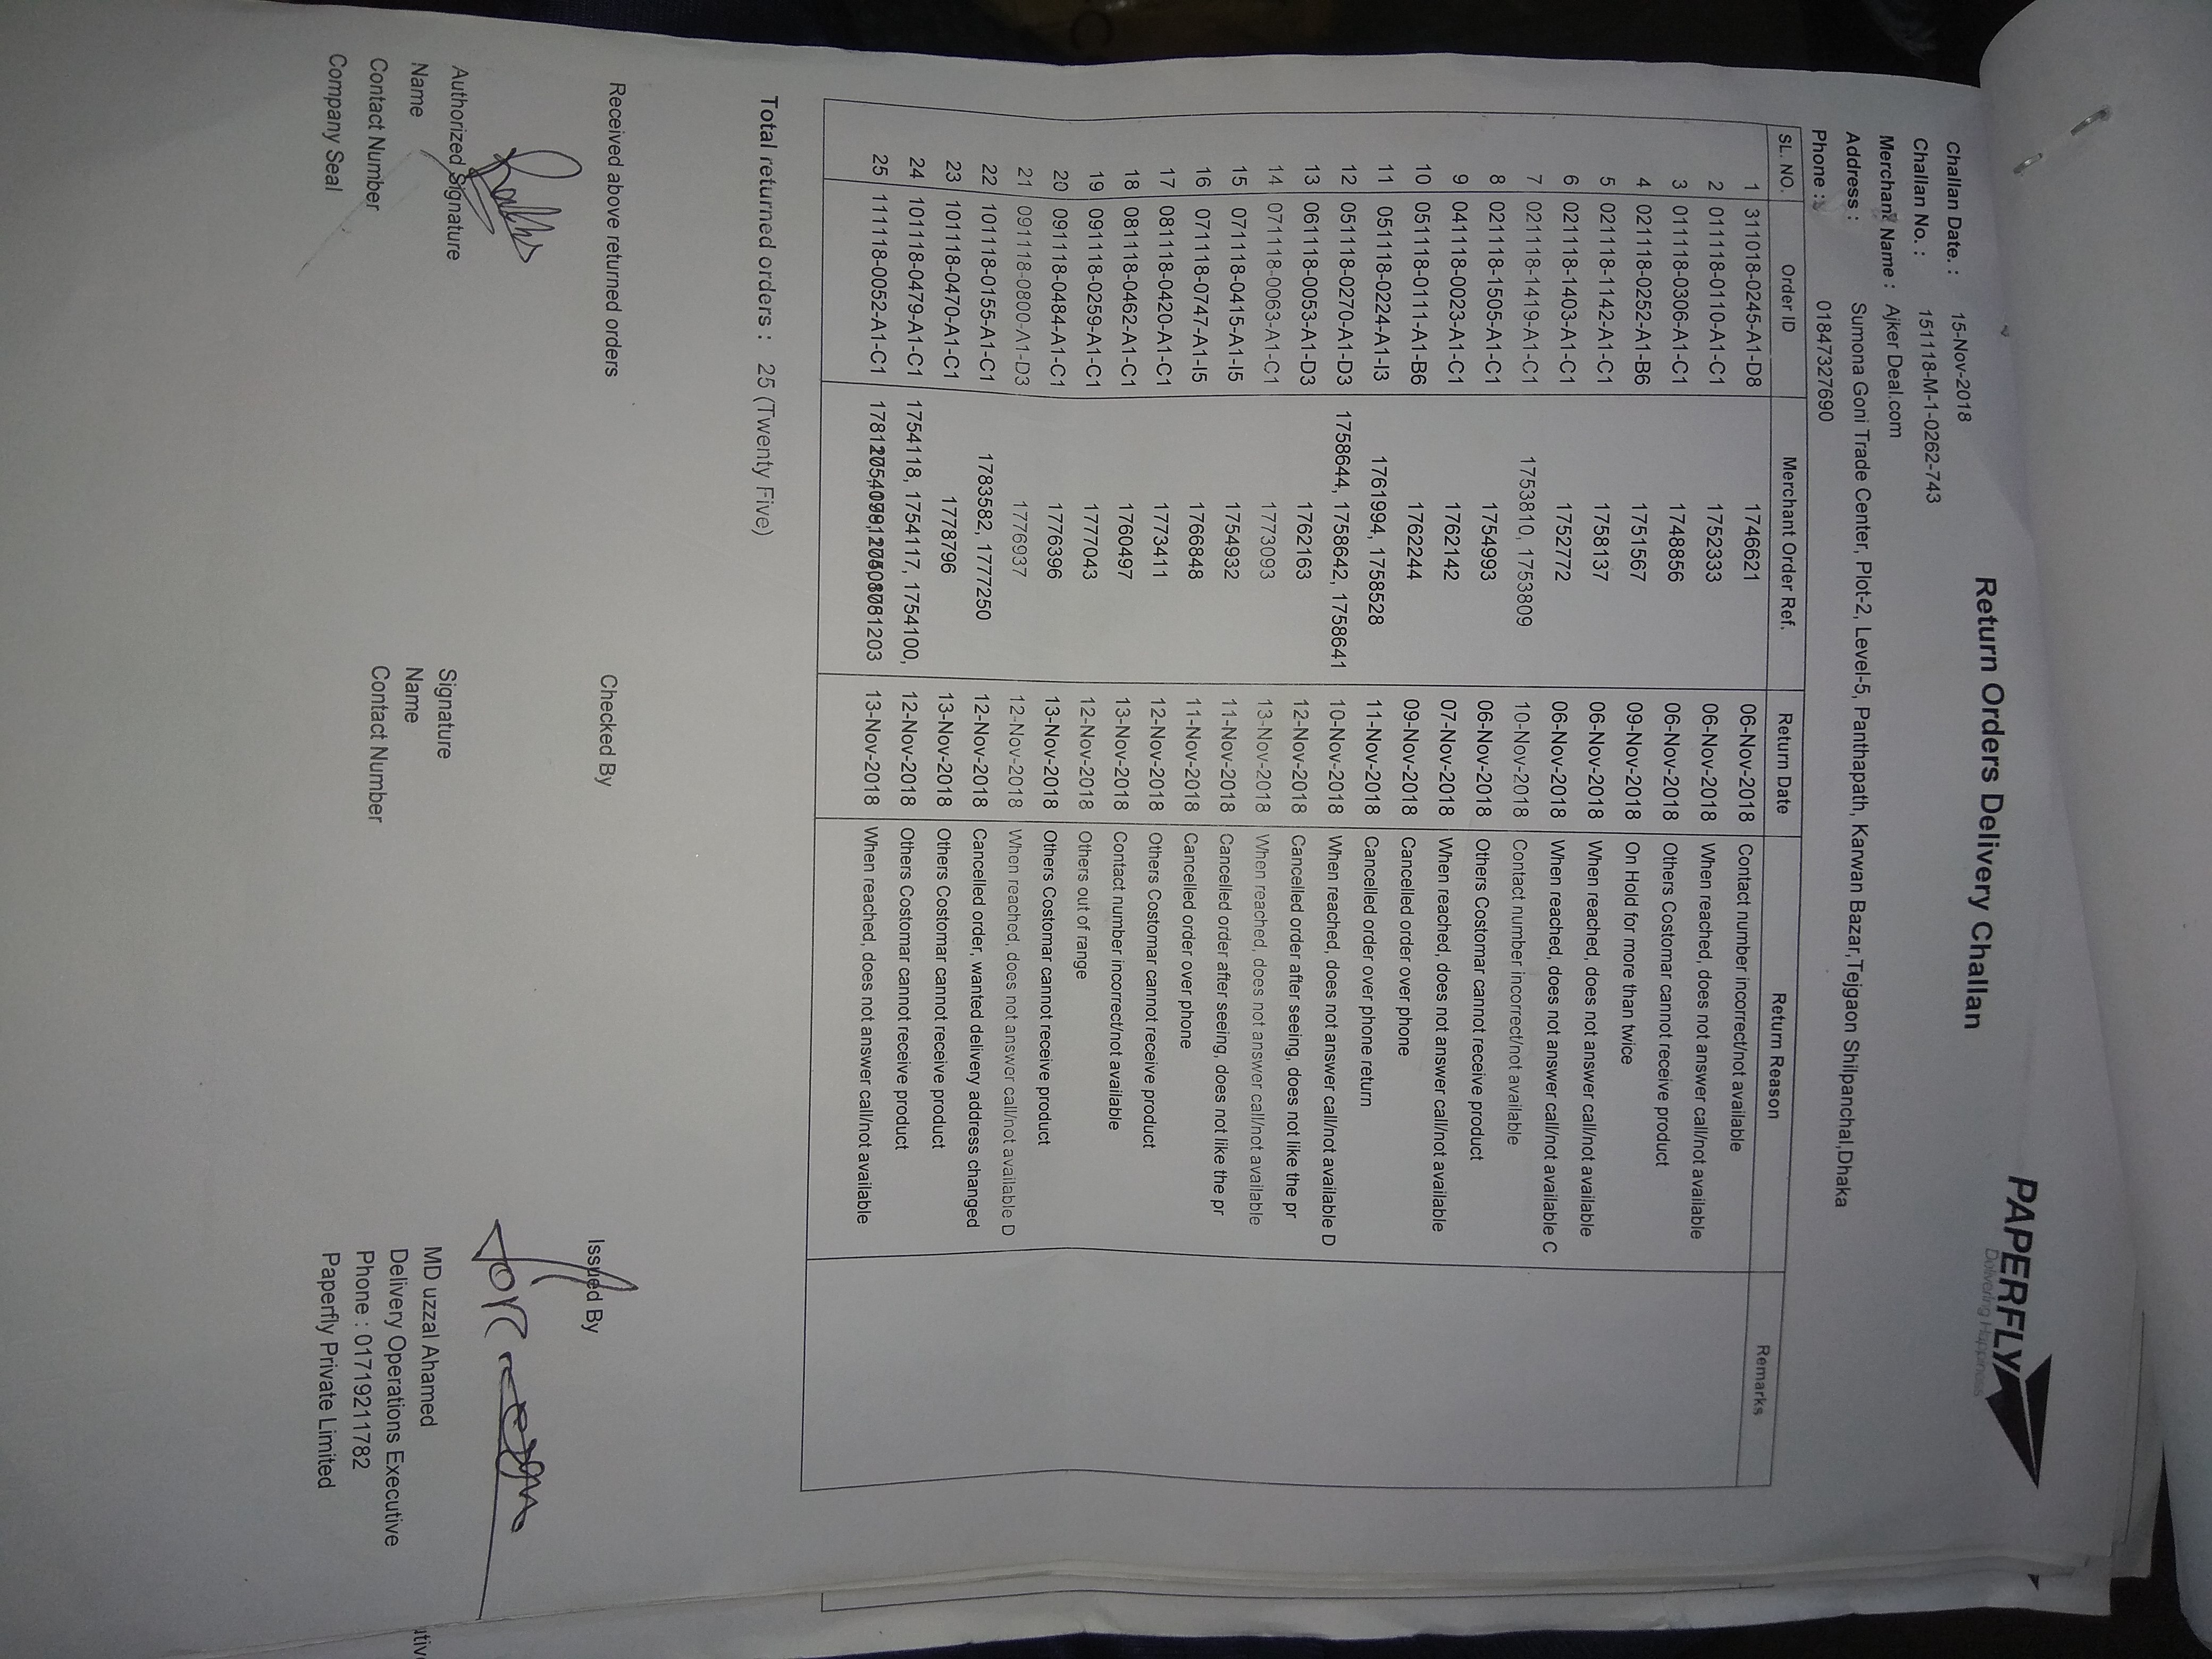 PAPERFLY
Delivering Happiness
Return Orders Delivery Challan
Challan Date. : 15-Nov-2018
Challan No. : 151118-M-1-0262-743
Merchant Name : Ajker Deal.com
Address : Sumona Goni Trade Center, Plot-2, Level-5, Panthapath, Karwan Bazar,Tejgaon Shilpanchal,Dhaka
Phone : 01847327690
SL. NO. Order ID Merchant Order Ref. Return Date Return Reason Remarks
1 311018-0245-A1-D8 1746621 06-Nov-2018 Contact number incorrect/not available
2 011118-0110-A1-C1 1752333 06-Nov-2018 When reached, does not answer call/not available
3 011118-0306-A1-C1 1748856 06-Nov-2018 Others Costomar cannot receive product
4 021118-0252-A1-B6 1751567 09-Nov-2018 On Hold for more than twice
5 021118-1142-A1-C1 1758137 06-Nov-2018 When reached, does not answer call/not available
6 021118-1403-A1-C1 1752772 06-Nov-2018 When reached, does not answer call/not available C
7 021118-1419-A1-C1 1753810, 1753809 10-Nov-2018 Contact number incorrect/not available
8 021118-1505-A1-C1 1754993 06-Nov-2018 Others Costomar cannot receive product
9 041118-0023-A1-C1 1762142 07-Nov-2018 When reached, does not answer call/not available
10 051118-0111-A1-B6 1762244 09-Nov-2018 Cancelled order over phone
11 051118-0224-A1-I3 1761994, 1758528 11-Nov-2018 Cancelled order over phone return
12 051118-0270-A1-D3 1758644, 1758642, 1758641 10-Nov-2018 When reached, does not answer call/not available D
13 061118-0053-A1-D3 1762163 12-Nov-2018 Cancelled order after seeing, does not like the pr
14 071118-0063-A1-C1 1773093 13-Nov-2018 When reached, does not answer call/not available
15 071118-0415-A1-I5 1754932 11-Nov-2018 Cancelled order after seeing, does not like the pr
16 071118-0747-A1-I5 1766848 11-Nov-2018 Cancelled order over phone
17 081118-0420-A1-C1 1773411 12-Nov-2018 Others Costomar cannot receive product
18 081118-0462-A1-C1 1760497 13-Nov-2018 Contact number incorrect/not available
19 091118-0259-A1-C1 1777043 12-Nov-2018 Others out of range
20 091118-0484-A1-C1 1776396 13-Nov-2018 Others Costomar cannot receive product
21 091118-0800-A1-D3 1776937 12-Nov-2018 When reached, does not answer call/not available D
22 101118-0155-A1-C1 1783582, 1777250 12-Nov-2018 Cancelled order, wanted delivery address changed
23 101118-0470-A1-C1 1778796 13-Nov-2018 Others Costomar cannot receive product
24 101118-0479-A1-C1 1754118, 1754117, 1754100, 12-Nov-2018 Others Costomar cannot receive product
25 111118-0052-A1-C1 13-Nov-2018 When reached, does not answer call/not available
Total returned orders : 25 (Twenty Five)
Received above returned orders Checked By Issued By
for
Authorized Signature Signature MD uzzal Ahamed
Name Name Delivery Operations Executive
Contact Number Contact Number Phone : 01719211782
Company Seal Paperfly Private Limited